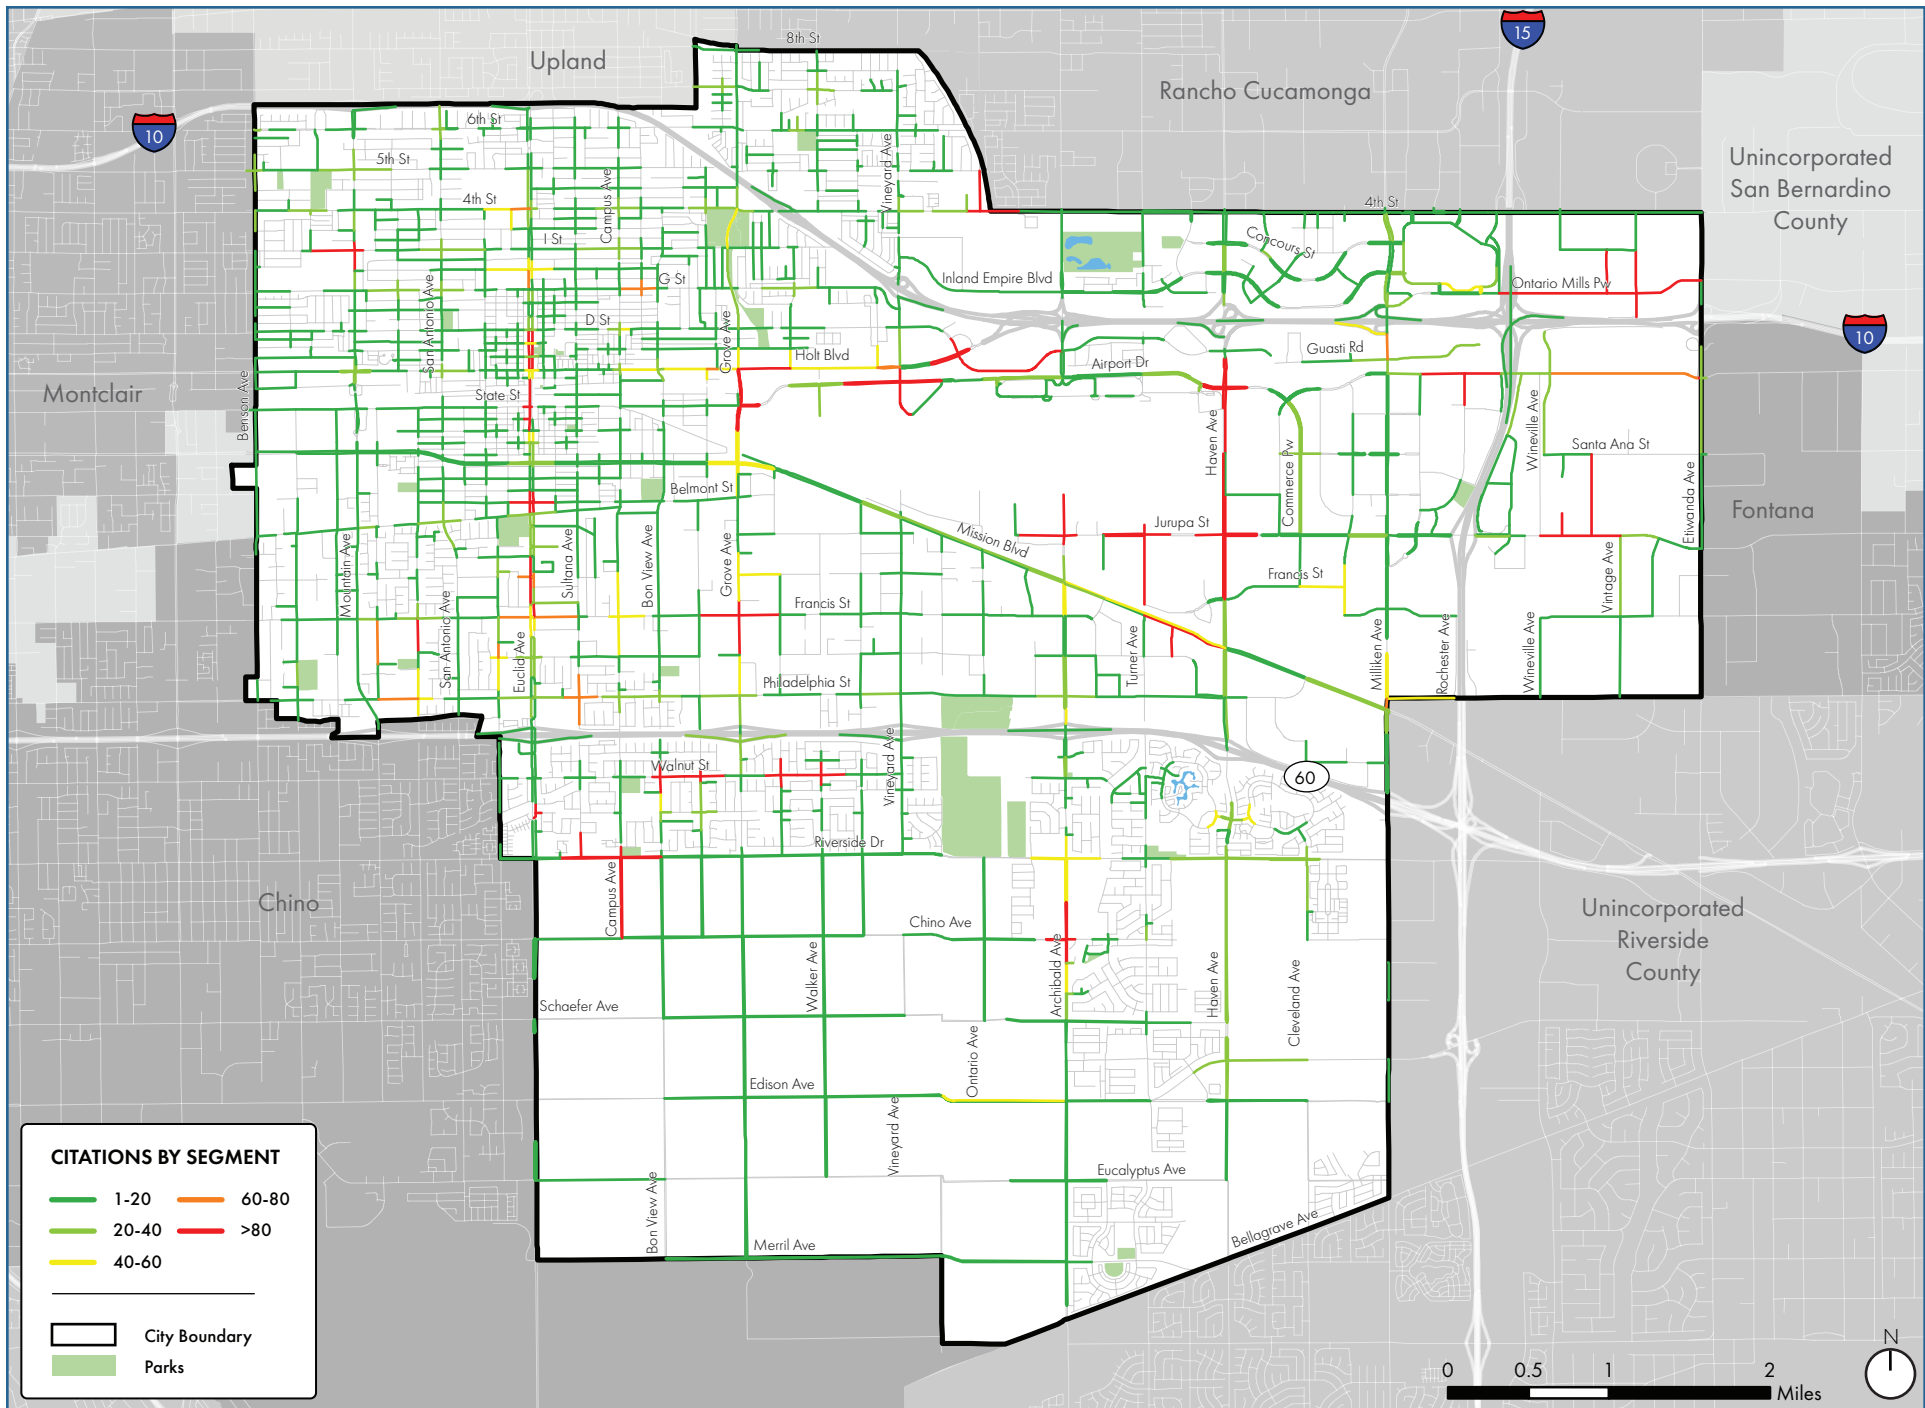 15
8th St
Upland
Rancho Cucamonga
10
6th St
5th St
Vineyard Ave
Unincorporated
San Bernardino
County
4th St
4th St
Campus Ave
I St
Concours St
G St
Inland Empire Blvd
Ontario Mills Pw
San Antonio Ave
D St
Grove Ave
10
Holt Blvd
Guasti Rd
Airport Dr
Montclair
State St
Benson Ave
Haven Ave
Wineville Ave
Commerce Pw
Santa Ana St
Etiwanda Ave
Belmont St
Fontana
Jurupa St
Mission Blvd
Mountain Ave
Sultana Ave
Bon View Ave
Grove Ave
Francis St
Vintage Ave
Francis St
San Antonio Ave
Euclid Ave
Turner Ave
Milliken Ave
Rochester Ave
Wineville Ave
Philadelphia St
Vineyard Ave
Walnut St
60
Riverside Dr
Chino
Campus Ave
Chino Ave
Unincorporated
Riverside
County
Walker Ave
Archibald Ave
Haven Ave
Cleveland Ave
Schaefer Ave
Ontario Ave
Edison Ave
Vineyard Ave
Eucalyptus Ave
Bon View Ave
Bellagrave Ave
Merril Ave
CITATIONS BY SEGMENT
1-20
60-80
20-40
>80
40-60
City Boundary
Parks
N
0 0.5 1 2
Miles